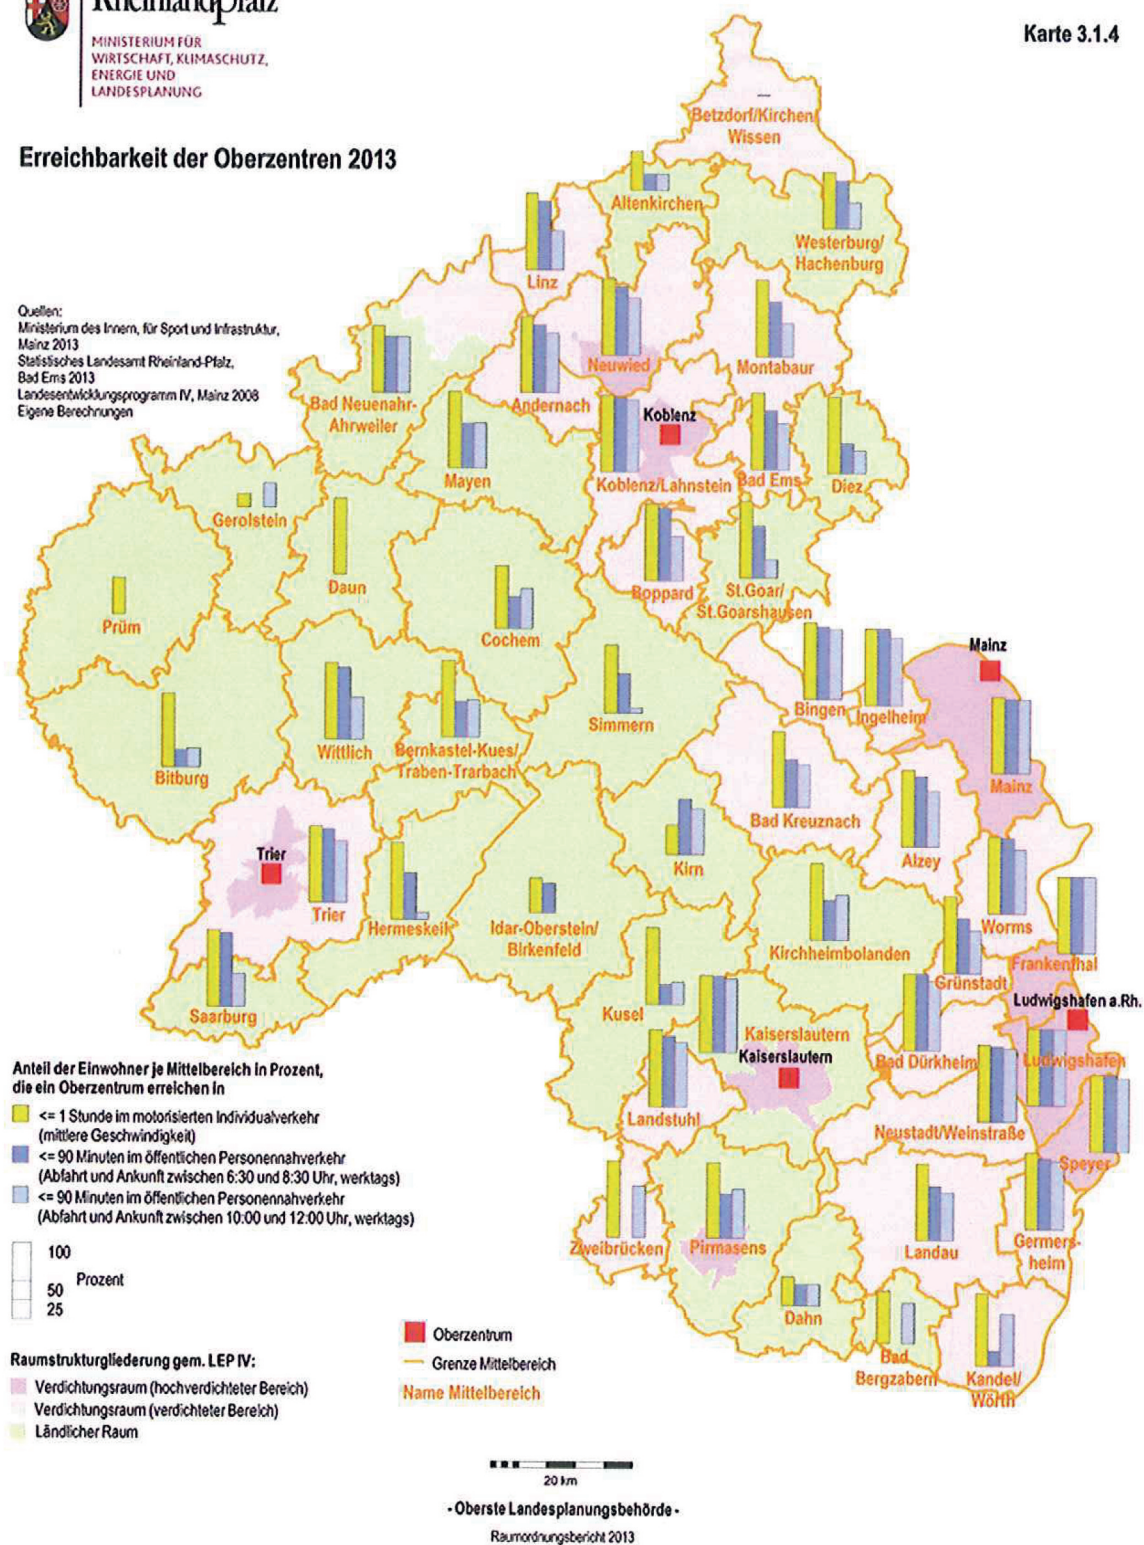 RheinlandPfalz
MINISTERIUM FÜR
WIRTSCHAFT, KLIMASCHUTZ,
ENERGIE UND
LANDESPLANUNG
Karte 3.1.4
Erreichbarkeit der Oberzentren 2013
Quellen:
Ministerium des Innern, für Sport und Infrastruktur,
Mainz 2013
Statistisches Landesamt Rheinland-Pfalz,
Bad Ems 2013
Landesentwicklungsprogramm IV, Mainz 2008
Eigene Berechnungen
Betzdorf/Kirchen/
Wissen
Altenkirchen
Westerburg/
Hachenburg
Linz
Neuwied
Montabaur
Bad Neuenahr-
Ahrweiler
Andernach
Koblenz
Mayen
Koblenz/Lahnstein
Bad Ems
Diez
Gerolstein
Daun
Boppard
St.Goar/
St.Goarshausen
Prüm
Cochem
Mainz
Simmern
Bingen
Ingelheim
Wittlich
Bernkastel-Kues/
Traben-Trarbach
Bitburg
Mainz
Bad Kreuznach
Trier
Kirn
Alzey
Trier
Hermeskeil
Idar-Oberstein/
Birkenfeld
Kirchheimbolanden
Worms
Frankenthal
Grünstadt
Saarburg
Kusel
Ludwigshafen a.Rh.
Kaiserslautern
Kaiserslautern
Bad Dürkheim
Ludwigshafen
Landstuhl
Neustadt/Weinstraße
Speyer
Zweibrücken
Pirmasens
Landau
Germers-
heim
Dahn
Bad
Bergzabern
Kandel/
Wörth
Anteil der Einwohner je Mittelbereich in Prozent,
die ein Oberzentrum erreichen in
<= 1 Stunde im motorisierten Individualverkehr
(mittlere Geschwindigkeit)
<= 90 Minuten im öffentlichen Personennahverkehr
(Abfahrt und Ankunft zwischen 6:30 und 8:30 Uhr, werktags)
<= 90 Minuten im öffentlichen Personennahverkehr
(Abfahrt und Ankunft zwischen 10:00 und 12:00 Uhr, werktags)
100
50
25
Prozent
Raumstrukturgliederung gem. LEP IV:
Verdichtungsraum (hochverdichteter Bereich)
Verdichtungsraum (verdichteter Bereich)
Ländlicher Raum
Oberzentrum
Grenze Mittelbereich
Name Mittelbereich
20 km
- Oberste Landesplanungsbehörde -
Raumordnungsbericht 2013